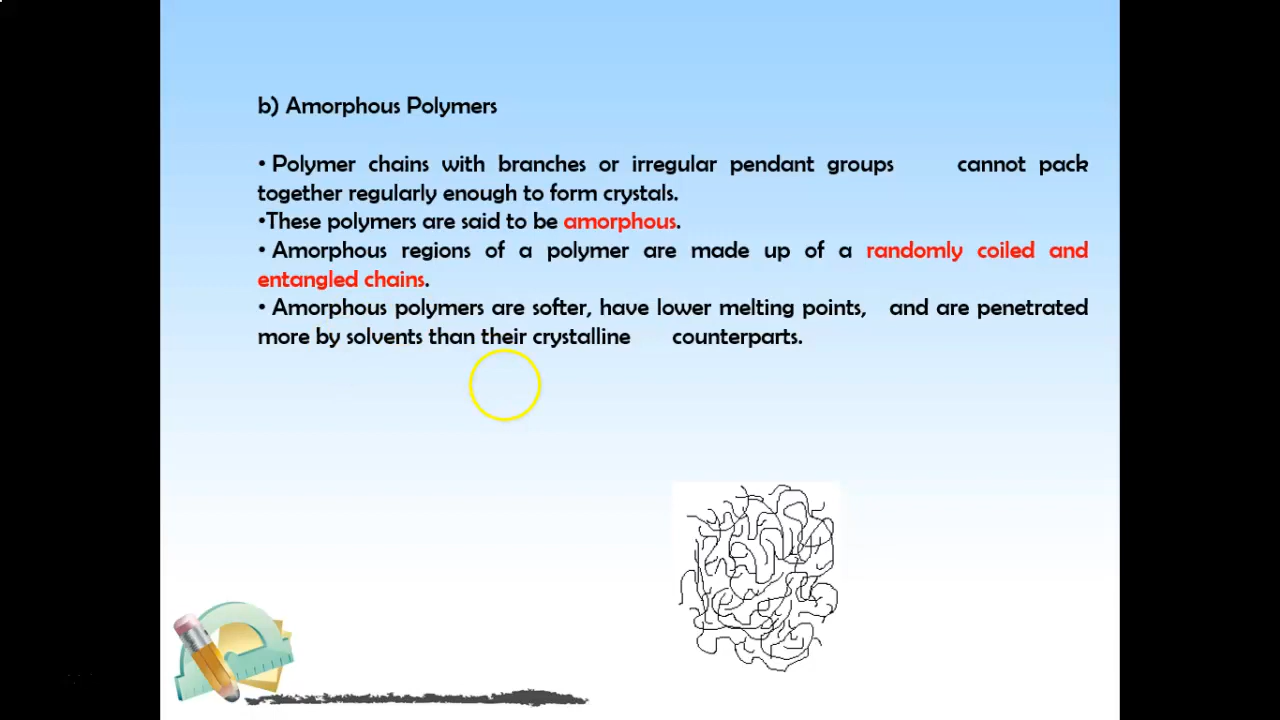 b) Amorphous Polymers
• Polymer chains with branches or irregular pendant groups cannot pack
together regularly enough to form crystals.
•These polymers are said to be amorphous.
• Amorphous regions of a polymer are made up of a randomly coiled and
entangled chains.
• Amorphous polymers are softer, have lower melting points, and are penetrated
more by solvents than their crystalline counterparts.